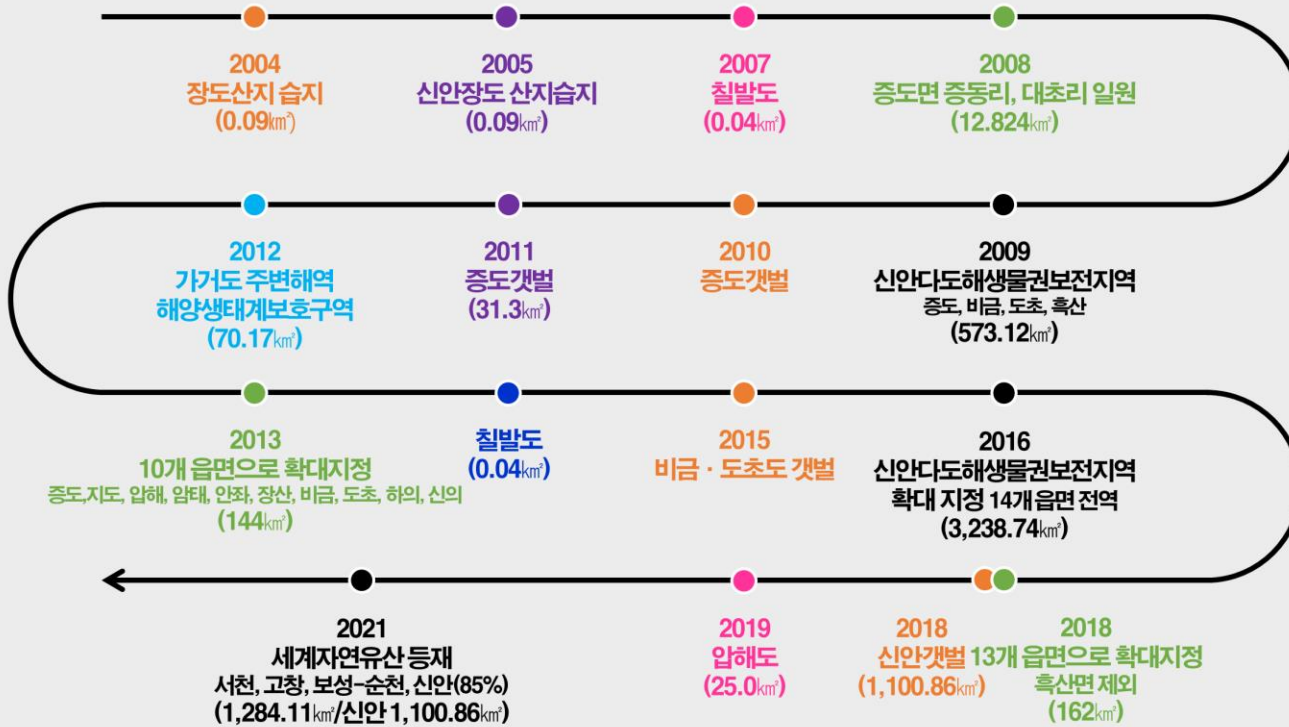 2004
장도산지 습지
(0.09㎢)
2005
신안장도 산지습지
(0.09㎢)
2007
칠발도
(0.04㎢)
2008
증도면 증동리, 대초리 일원
(12.824㎢)
2009
신안다도해생물권보전지역
증도, 비금, 도초, 흑산
(573.12㎢)
2010
증도갯벌
2011
증도갯벌
(31.3㎢)
2012
가거도 주변해역
해양생태계보호구역
(70.17㎢)
2013
10개 읍면으로 확대지정
증도,지도, 압해, 암태, 안좌, 장산, 비금, 도초, 하의, 신의
(144㎢)
칠발도
(0.04㎢)
2015
비금 · 도초도 갯벌
2016
신안다도해생물권보전지역
확대 지정 14개 읍면 전역
(3,238.74㎢)
2018
13개 읍면으로 확대지정
흑산면 제외
(162㎢)
2018
신안갯벌
(1,100.86㎢)
2019
압해도
(25.0㎢)
2021
세계자연유산 등재
서천, 고창, 보성-순천, 신안(85%)
(1,284.11㎢/신안 1,100.86㎢)